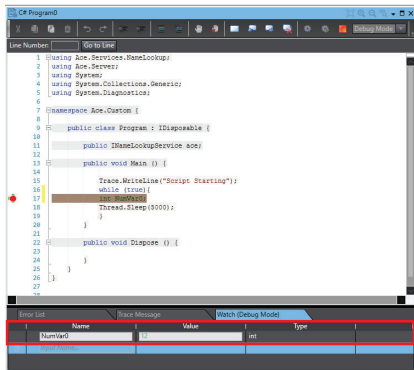 C# Program0
Debug Mode
Line Number:
Go to Line
1 using Ace.Services.NameLookup;
2 using Ace.Server;
3 using System;
4 using System.Collections.Generic;
5 using System.Diagnostics;
6
7 namespace Ace.Custom {
8
9 public class Program : IDisposable {
10
11 public INameLookupService ace;
12
13 public void Main () {
14
15 Trace.WriteLine("Script Starting");
16 while (true){
17 int NumVar0;
18 Thread.Sleep(5000);
19 }
20 }
21
22 public void Dispose () {
23
24 }
25 }
26 }
27
28
Error List Trace Message Watch (Debug Mode)
Name Value Type
NumVar0 12 int
Input Name...